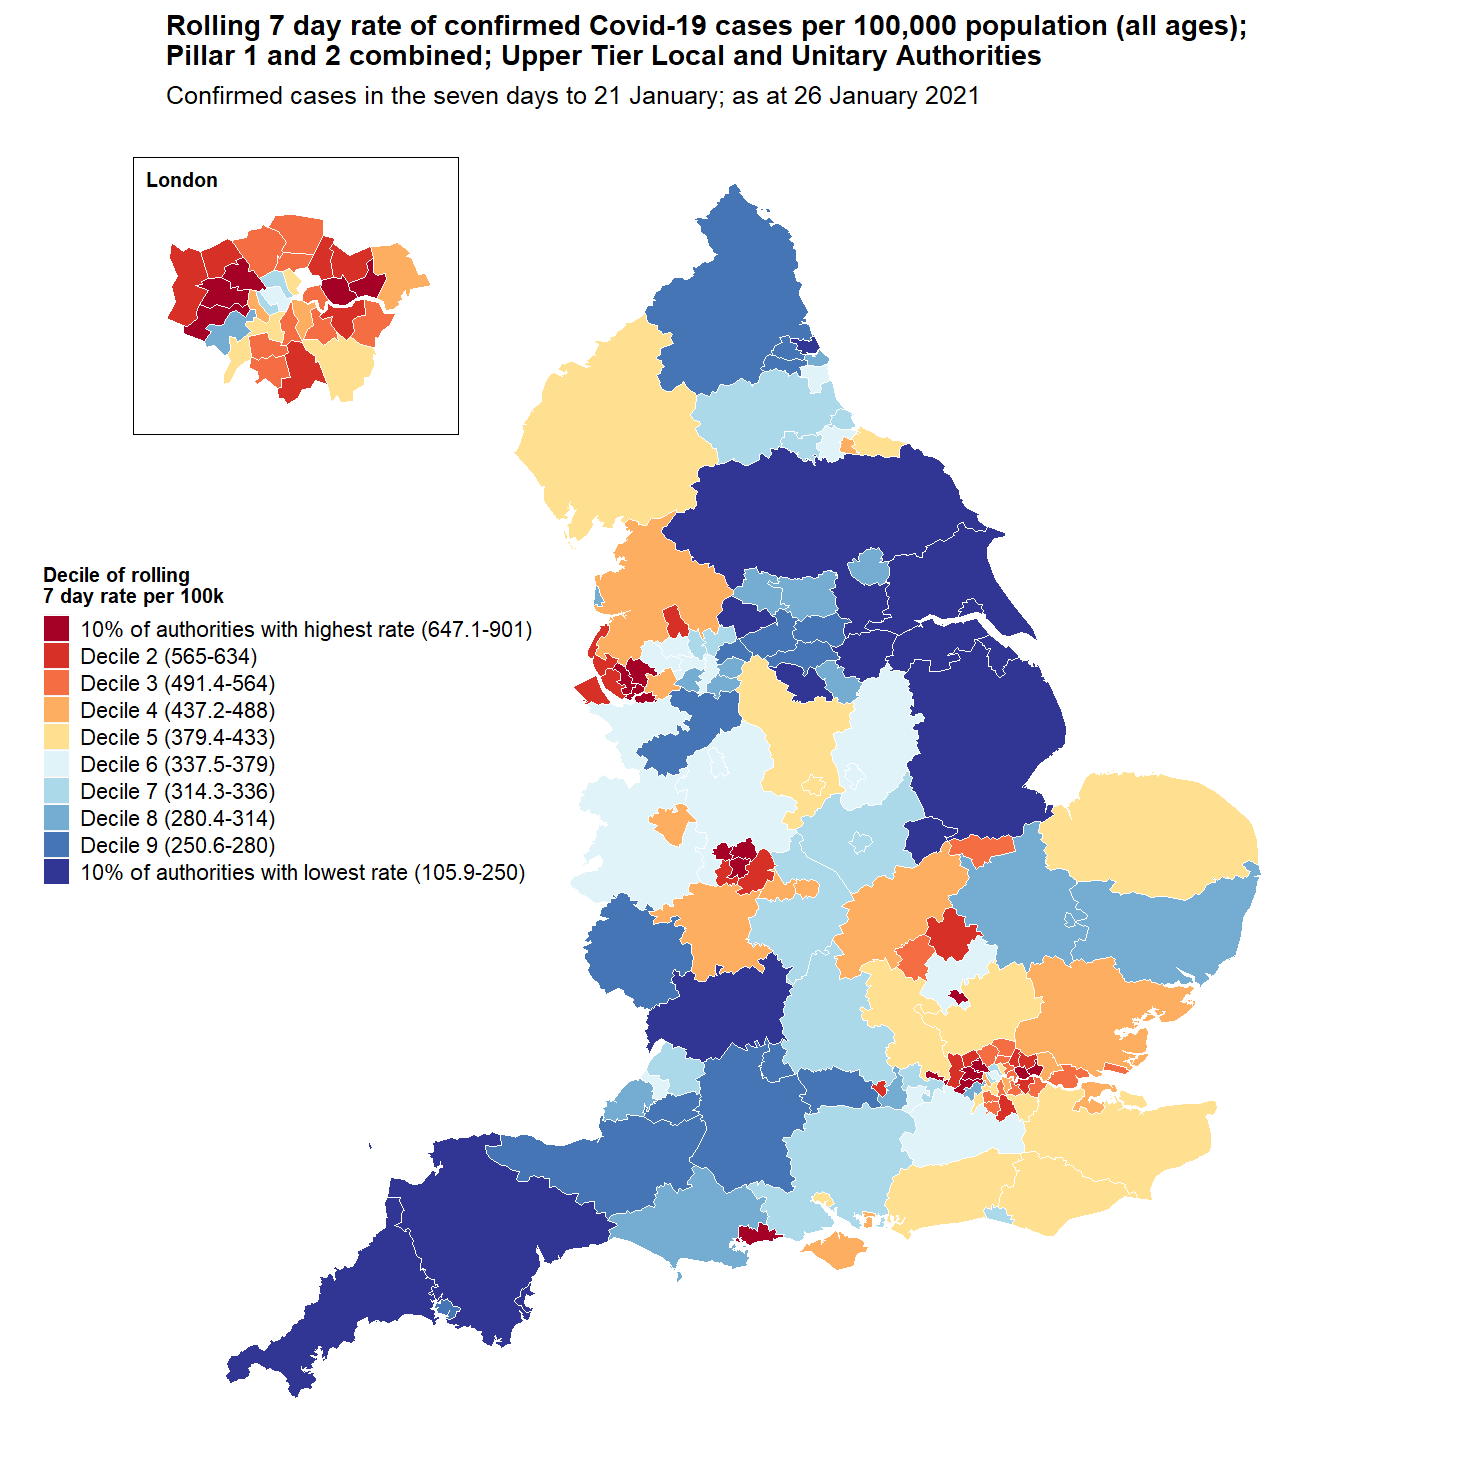 Rolling 7 day rate of confirmed Covid-19 cases per 100,000 population (all ages);
Pillar 1 and 2 combined; Upper Tier Local and Unitary Authorities
Confirmed cases in the seven days to 21 January; as at 26 January 2021
London
Decile of rolling
7 day rate per 100k
10% of authorities with highest rate (647.1-901)
Decile 2 (565-634)
Decile 3 (491.4-564)
Decile 4 (437.2-488)
Decile 5 (379.4-433)
Decile 6 (337.5-379)
Decile 7 (314.3-336)
Decile 8 (280.4-314)
Decile 9 (250.6-280)
10% of authorities with lowest rate (105.9-250)